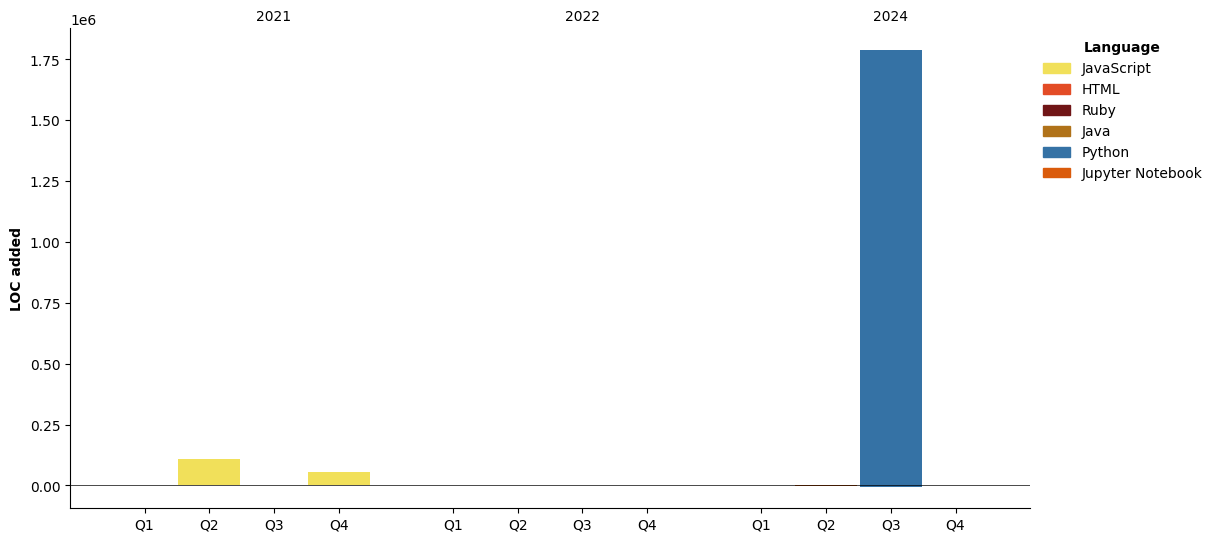 1e6
2021
2022
2024
1.75
1.50
1.25
1.00
0.75
0.50
0.25
0.00
LOC added
Q1 Q2 Q3 Q4 Q1 Q2 Q3 Q4 Q1 Q2 Q3 Q4
Language
JavaScript
HTML
Ruby
Java
Python
Jupyter Notebook